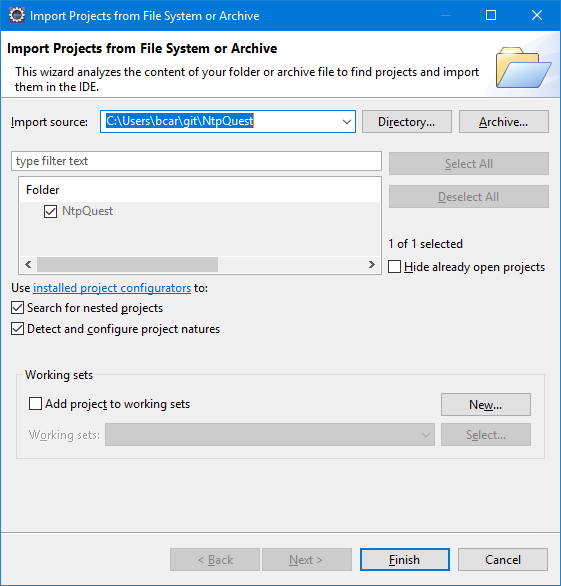 Import Projects from File System or Archive
Import Projects from File System or Archive
This wizard analyzes the content of your folder or archive file to find projects and import
them in the IDE.
Import source: C:\Users\bcar\git\NtpQuest Directory... Archive...
type filter text Select All
Folder Deselect All
NtpQuest
1 of 1 selected
Hide already open projects
Use installed project configurators to:
Search for nested projects
Detect and configure project natures
Working sets
Add project to working sets New...
Working sets: Select...
< Back Next > Finish Cancel